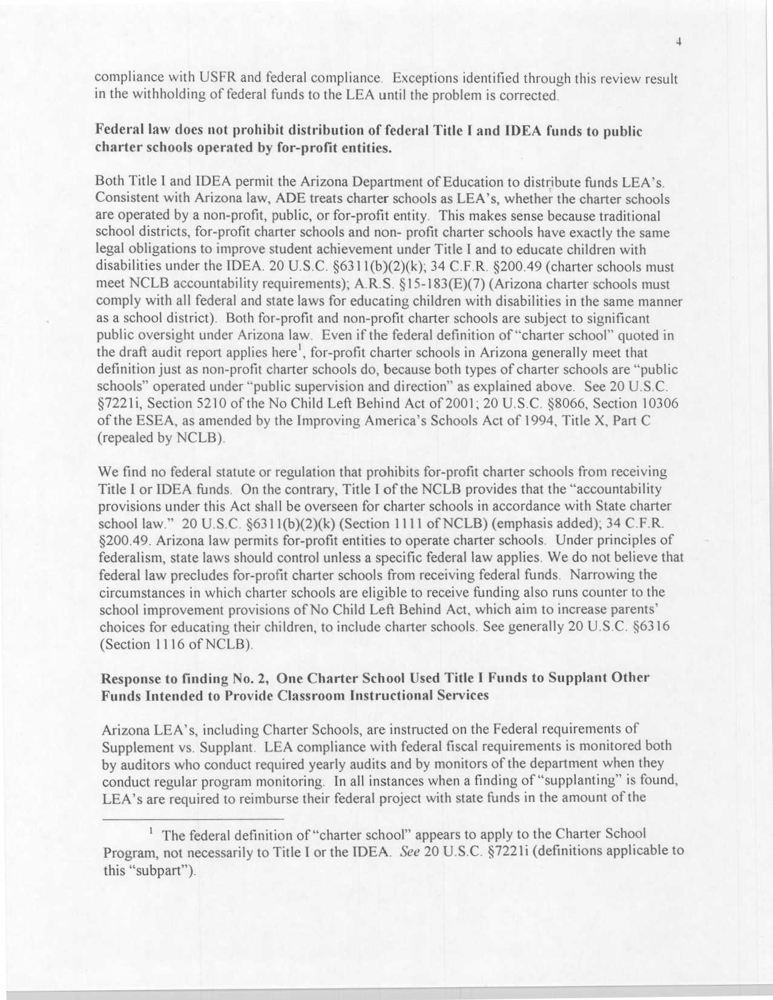 4
compliance with USFR and federal compliance. Exceptions identified through this review result
in the withholding of federal funds to the LEA until the problem is corrected.
Federal law does not prohibit distribution of federal Title I and IDEA funds to public
charter schools operated by for-profit entities.
Both Title I and IDEA permit the Arizona Department of Education to distribute funds LEA's.
Consistent with Arizona law, ADE treats charter schools as LEA's, whether the charter schools
are operated by a non-profit, public, or for-profit entity. This makes sense because traditional
school districts, for-profit charter schools and non- profit charter schools have exactly the same
legal obligations to improve student achievement under Title I and to educate children with
disabilities under the IDEA. 20 U.S.C. §6311(b)(2)(k); 34 C.F.R. §200.49 (charter schools must
meet NCLB accountability requirements); A.R.S. §15-183(E)(7) (Arizona charter schools must
comply with all federal and state laws for educating children with disabilities in the same manner
as a school district). Both for-profit and non-profit charter schools are subject to significant
public oversight under Arizona law. Even if the federal definition of “charter school” quoted in
the draft audit report applies here¹, for-profit charter schools in Arizona generally meet that
definition just as non-profit charter schools do, because both types of charter schools are “public
schools” operated under “public supervision and direction” as explained above. See 20 U.S.C.
§7221i, Section 5210 of the No Child Left Behind Act of 2001; 20 U.S.C. §8066, Section 10306
of the ESEA, as amended by the Improving America's Schools Act of 1994, Title X, Part C
(repealed by NCLB).
We find no federal statute or regulation that prohibits for-profit charter schools from receiving
Title I or IDEA funds. On the contrary, Title I of the NCLB provides that the “accountability
provisions under this Act shall be overseen for charter schools in accordance with State charter
school law.” 20 U.S.C. §6311(b)(2)(k) (Section 1111 of NCLB) (emphasis added); 34 C.F.R.
§200.49. Arizona law permits for-profit entities to operate charter schools. Under principles of
federalism, state laws should control unless a specific federal law applies. We do not believe that
federal law precludes for-profit charter schools from receiving federal funds. Narrowing the
circumstances in which charter schools are eligible to receive funding also runs counter to the
school improvement provisions of No Child Left Behind Act, which aim to increase parents'
choices for educating their children, to include charter schools. See generally 20 U.S.C. §6316
(Section 1116 of NCLB).
Response to finding No. 2, One Charter School Used Title I Funds to Supplant Other
Funds Intended to Provide Classroom Instructional Services
Arizona LEA's, including Charter Schools, are instructed on the Federal requirements of
Supplement vs. Supplant. LEA compliance with federal fiscal requirements is monitored both
by auditors who conduct required yearly audits and by monitors of the department when they
conduct regular program monitoring. In all instances when a finding of “supplanting” is found,
LEA's are required to reimburse their federal project with state funds in the amount of the
¹ The federal definition of “charter school” appears to apply to the Charter School
Program, not necessarily to Title I or the IDEA. See 20 U.S.C. §7221i (definitions applicable to
this “subpart”).